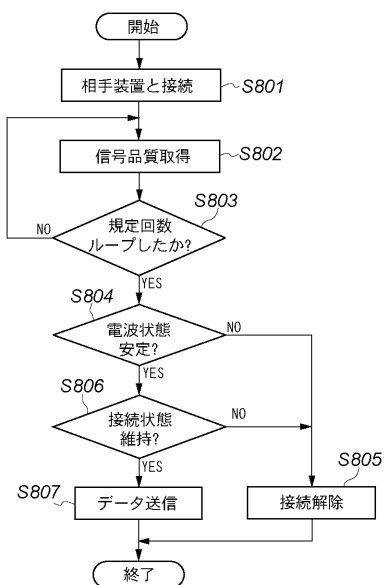 開始
相手装置と接続
S801
信号品質取得
S802
S803
規定回数
ループしたか?
NO
YES
S804
電波状態
安定?
NO
YES
S806
接続状態
維持?
NO
YES
S805
S807
データ送信
接続解除
終了